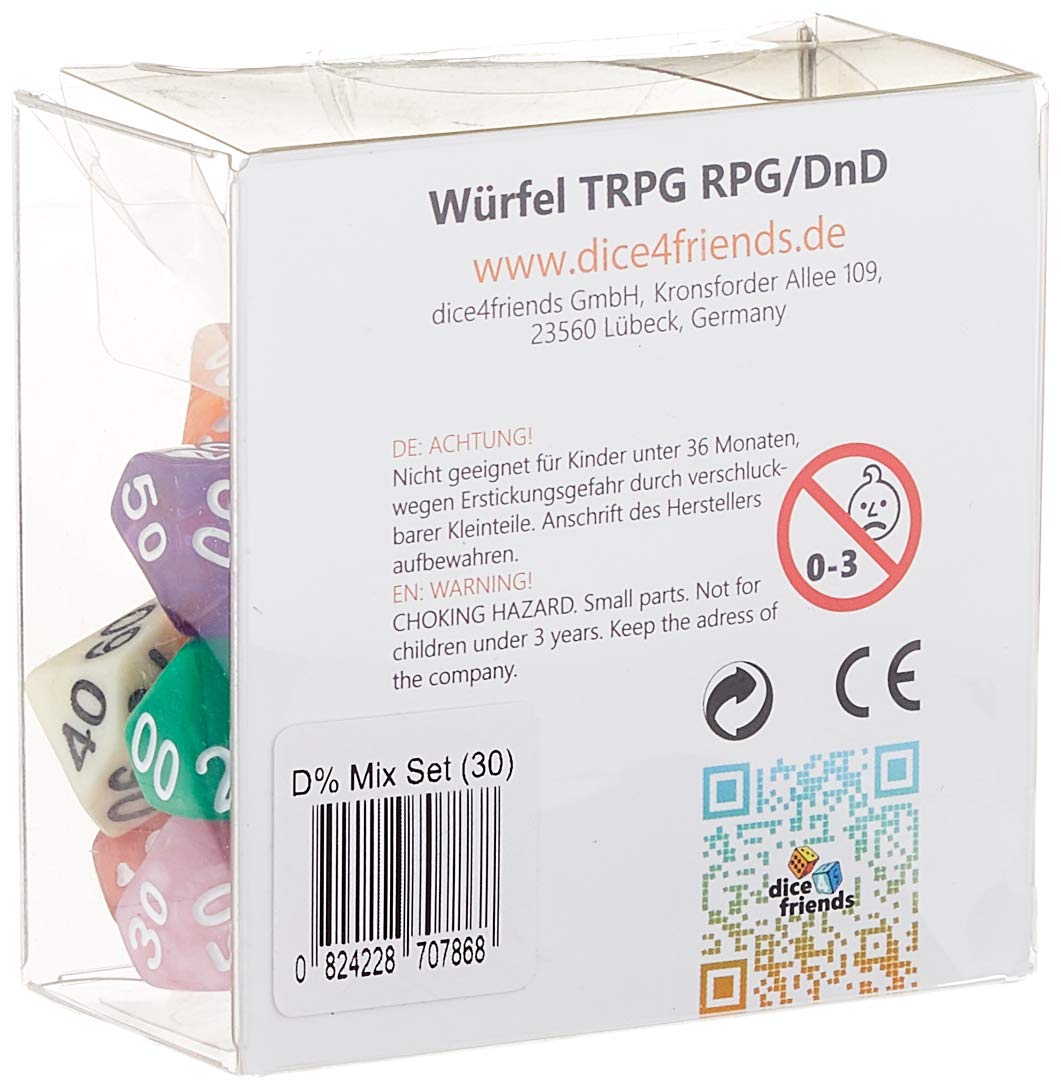 Würfel TRPG RPG/DnD
www.dice4friends.de
dice4friends GmbH, Kronsforder Allee 109,
23560 Lübeck, Germany
DE: ACHTUNG!
Nicht geeignet für Kinder unter 36 Monaten,
wegen Erstickungsgefahr durch verschluck-
barer Kleinteile. Anschrift des Herstellers
aufbewahren.
EN: WARNING!
CHOKING HAZARD. Small parts. Not for
children under 3 years. Keep the adress of
the company.
0-3
CE
D% Mix Set (30)
0 824228 707868
dice
4
friends
50
00
40
00
30